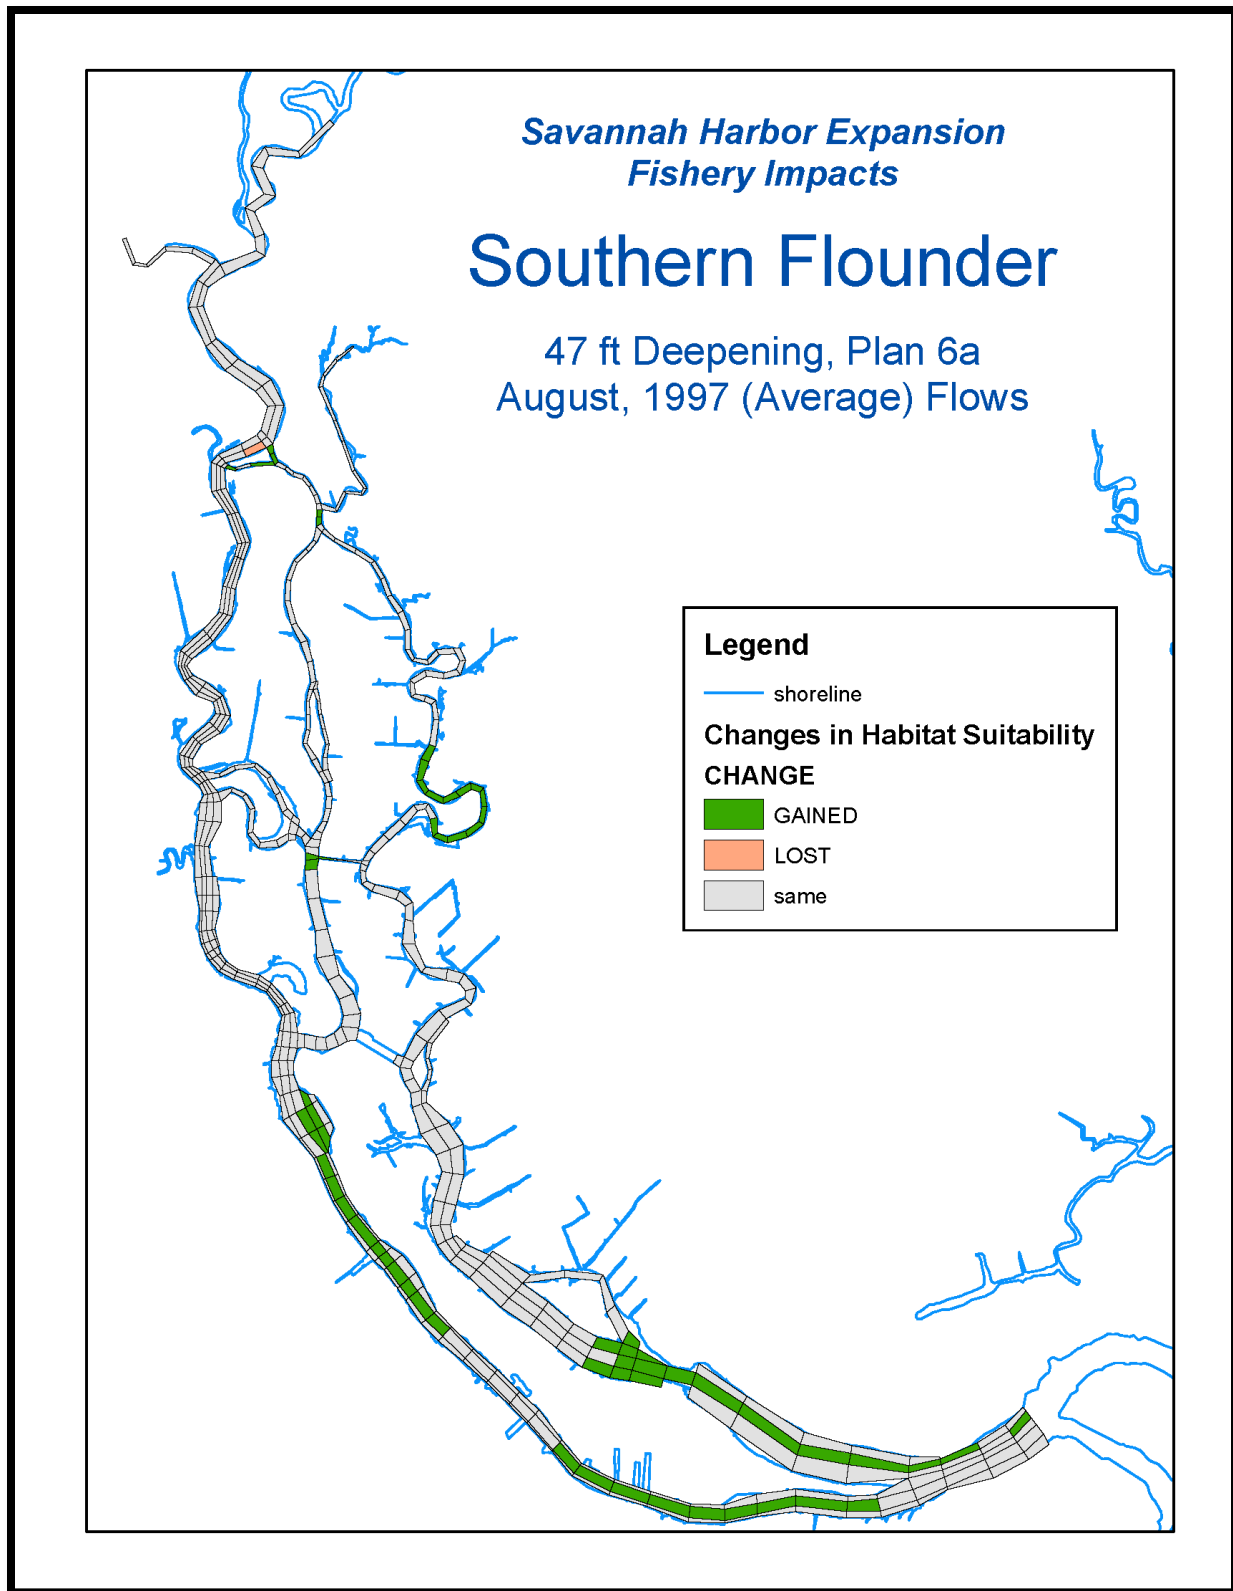 Savannah Harbor Expansion
Fishery Impacts
Southern Flounder
47 ft Deepening, Plan 6a
August, 1997 (Average) Flows
Legend
shoreline
Changes in Habitat Suitability
CHANGE
GAINED
LOST
same